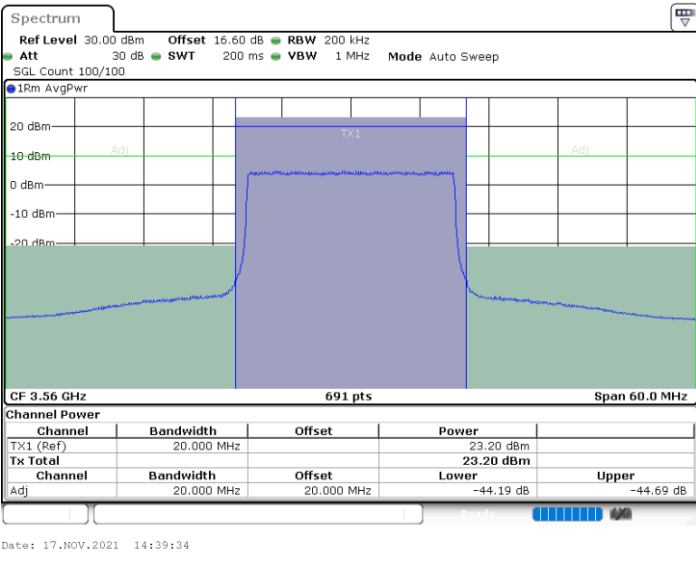 Spectrum
Ref Level 30.00 dBm Offset 16.60 dB RBW 200 kHz
Att 30 dB SWT 200 ms VBW 1 MHz Mode Auto Sweep
SGL Count 100/100
1Rm AvgPwr
20 dBm
TX1
Adj Adj
10 dBm
0 dBm
-10 dBm
-20 dBm
CF 3.56 GHz 691 pts Span 60.0 MHz
Channel Power
Channel Bandwidth Offset Power
TX1 (Ref) 20.000 MHz 23.20 dBm
Tx Total 23.20 dBm
Channel Bandwidth Offset Lower Upper
Adj 20.000 MHz 20.000 MHz -44.19 dB -44.69 dB
Ready
Date: 17.NOV.2021 14:39:34